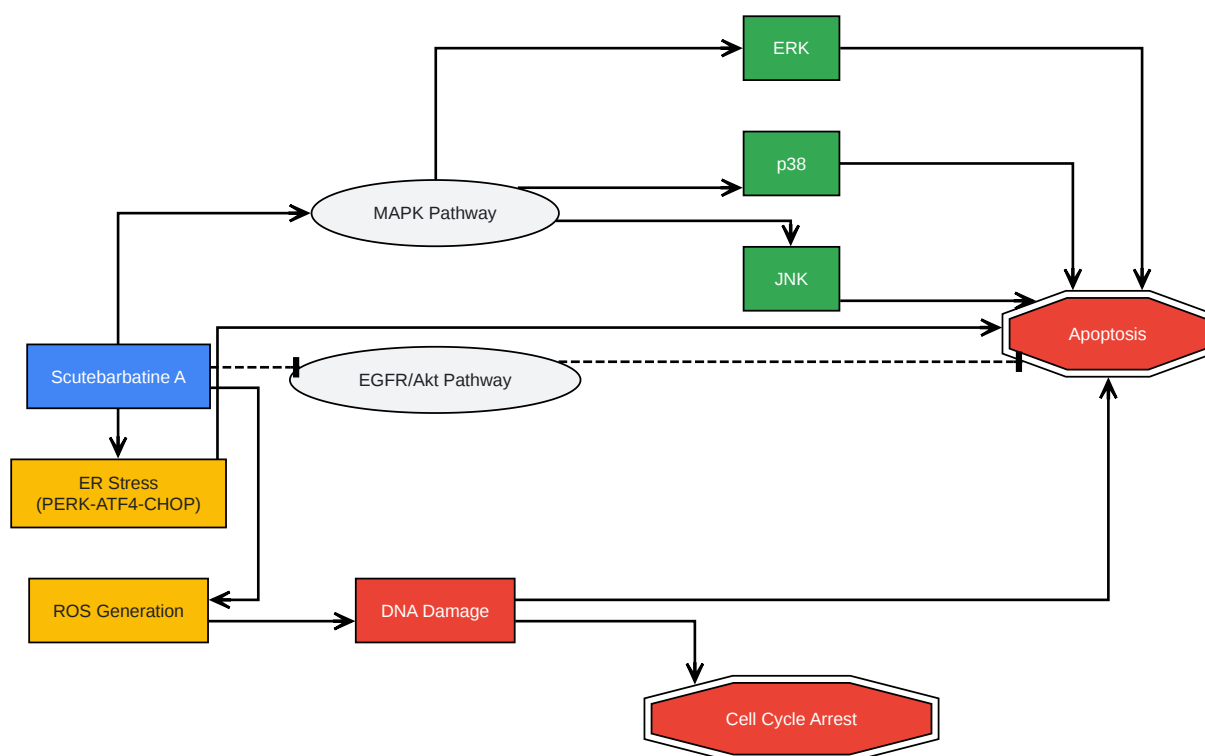 ERK
p38
MAPK Pathway
JNK
Apoptosis
Scutebarbatine A
EGFR/Akt Pathway
ER Stress
(PERK-ATF4-CHOP)
ROS Generation
DNA Damage
Cell Cycle Arrest